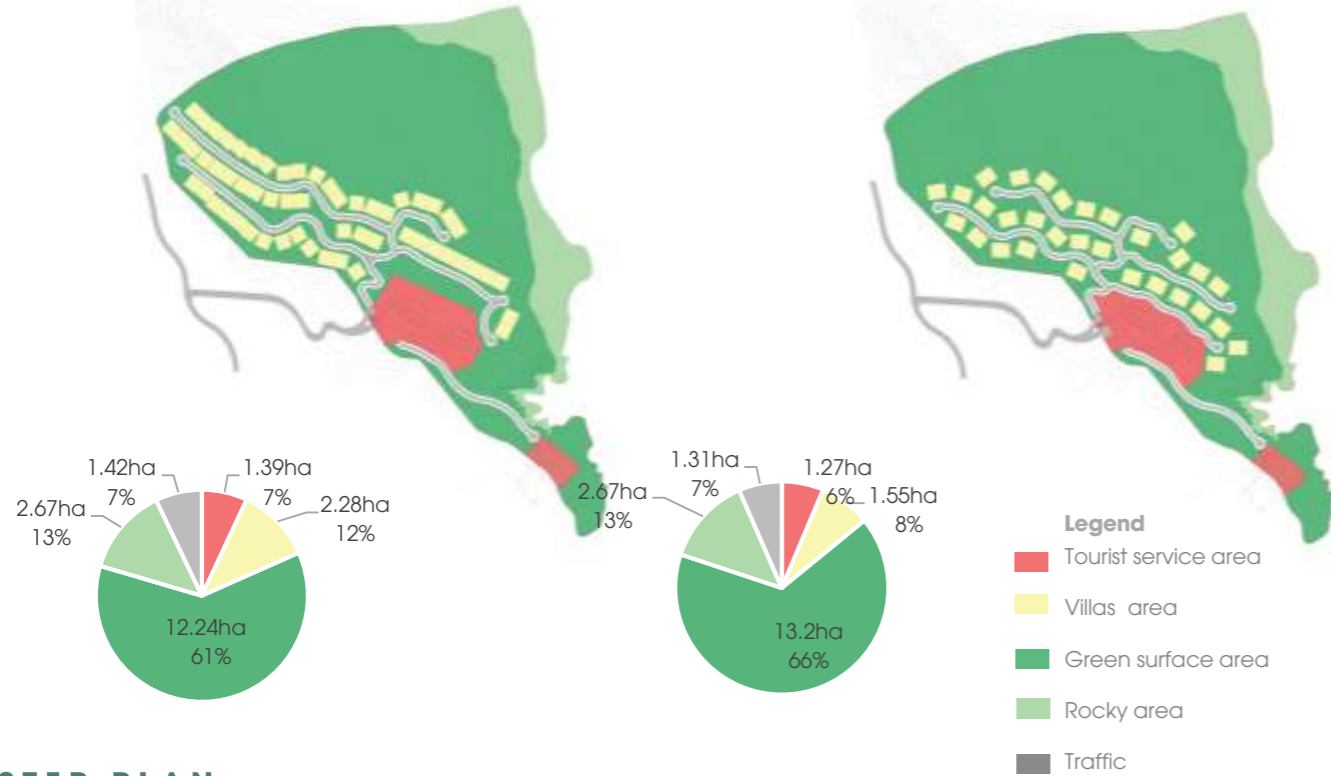 1.42ha
7%
1.39ha
7%
2.67ha
13%
2.28ha
12%
12.24ha
61%
1.31ha
7%
1.27ha
6%
2.67ha
13%
1.55ha
8%
13.2ha
66%
Legend
Tourist service area
Villas area
Green surface area
Rocky area
Traffic